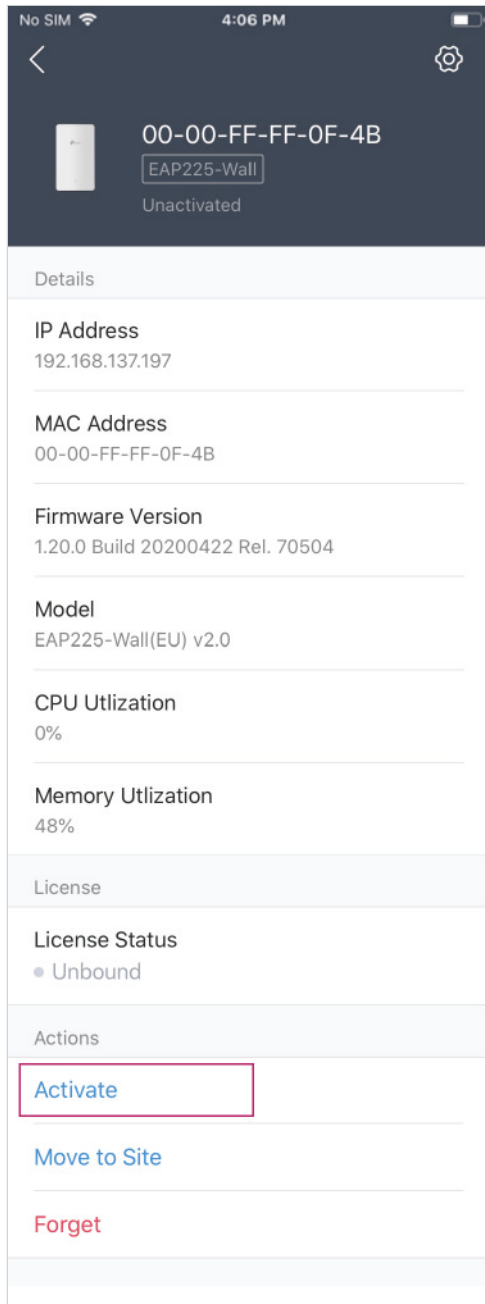 No SIM 4:06 PM
00-00-FF-FF-0F-4B
EAP225-Wall
Unactivated
Details
IP Address
192.168.137.197
MAC Address
00-00-FF-FF-0F-4B
Firmware Version
1.20.0 Build 20200422 Rel. 70504
Model
EAP225-Wall(EU) v2.0
CPU Utlization
0%
Memory Utlization
48%
License
License Status
Unbound
Actions
Activate
Move to Site
Forget